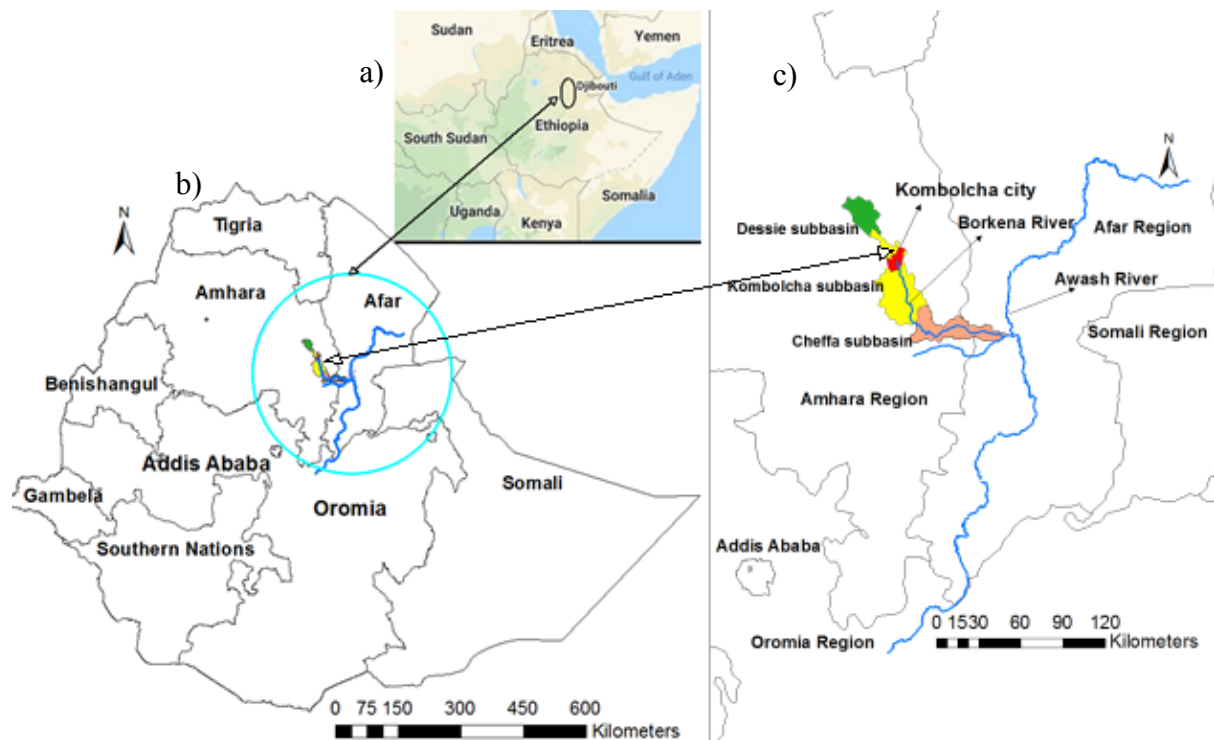 a)
Sudan
Eritrea
Yemen
Gulf of Aden
Djibouti
South Sudan
Ethiopia
Somalia
Uganda
Kenya
b)
N
Tigria
Amhara
Afar
Benishangul
Addis Ababa
Gambela
Oromia
Somali
Southern Nations
0 75 150 300 450 600
Kilometers
c)
N
Kombolcha city
Dessie subbasin
Borkena River
Afar Region
Kombolcha subbasin
Awash River
Cheffa subbasin
Somali Region
Amhara Region
Addis Ababa
0 15 30 60 90 120
Kilometers
Oromia Region